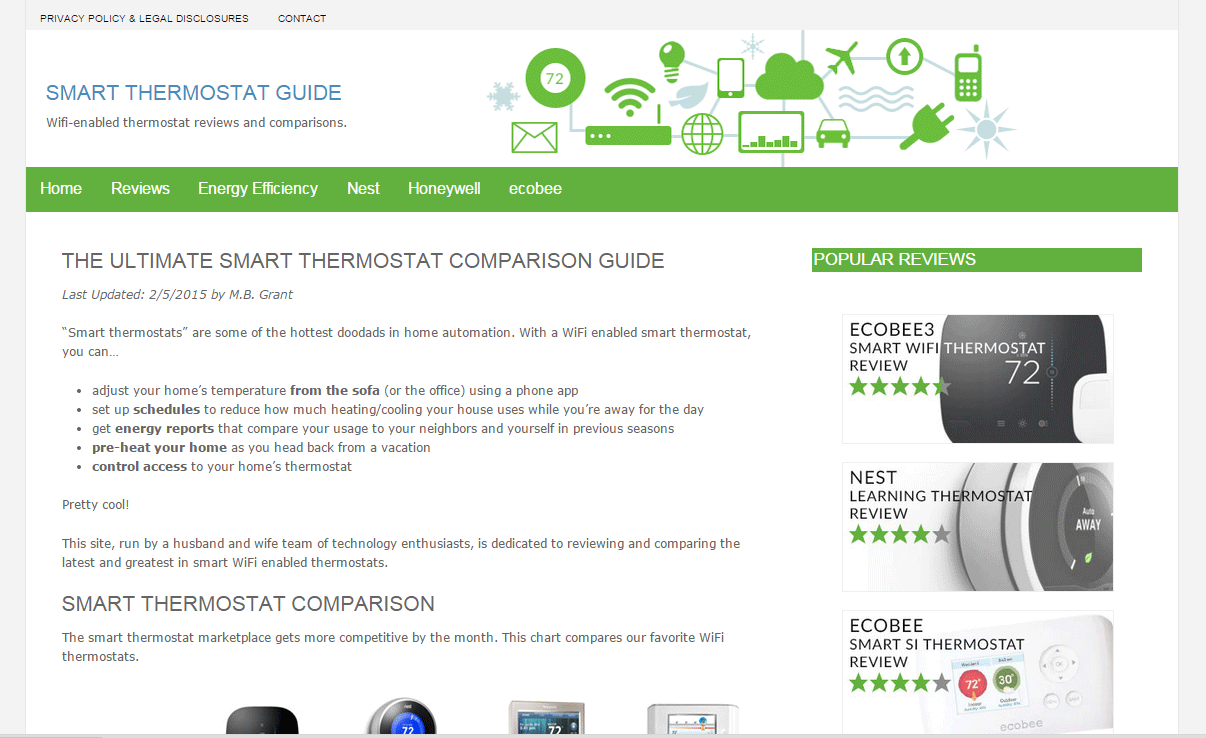 PRIVACY POLICY & LEGAL DISCLOSURES CONTACT
SMART THERMOSTAT GUIDE
Wifi-enabled thermostat reviews and comparisons.
72
Home Reviews Energy Efficiency Nest Honeywell ecobee
THE ULTIMATE SMART THERMOSTAT COMPARISON GUIDE
Last Updated: 2/5/2015 by M.B. Grant
“Smart thermostats” are some of the hottest doodads in home automation. With a WiFi enabled smart thermostat,
you can…
• adjust your home’s temperature from the sofa (or the office) using a phone app
• set up schedules to reduce how much heating/cooling your house uses while you’re away for the day
• get energy reports that compare your usage to your neighbors and yourself in previous seasons
• pre-heat your home as you head back from a vacation
• control access to your home’s thermostat
Pretty cool!
This site, run by a husband and wife team of technology enthusiasts, is dedicated to reviewing and comparing the
latest and greatest in smart WiFi enabled thermostats.
SMART THERMOSTAT COMPARISON
The smart thermostat marketplace gets more competitive by the month. This chart compares our favorite WiFi
thermostats.
nest
72
72
POPULAR REVIEWS
ECOBEE3
SMART WIFI THERMOSTAT
REVIEW
72
NEST
LEARNING THERMOSTAT
REVIEW
Auto
AWAY
ECOBEE
SMART SI THERMOSTAT
REVIEW
72°
30°
OK
ecobee